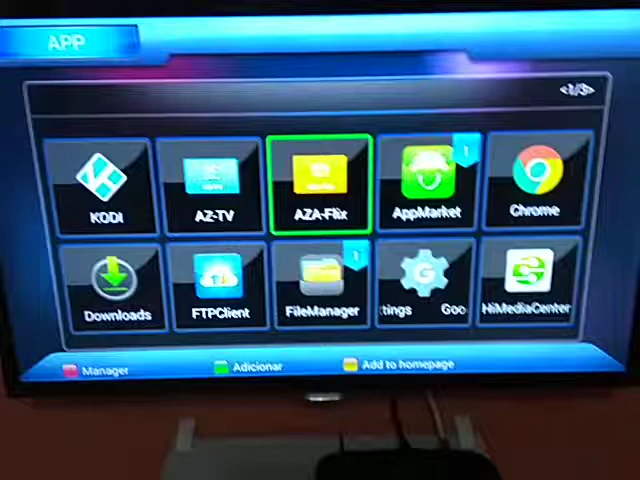 APP
<1/3>
KODI
AZ-TV
AZA-Flix
AppMarket
Chrome
Downloads
FTPClient
FileManager
tings Goo
HiMediaCenter
Manager
Adicionar
Add to homepage